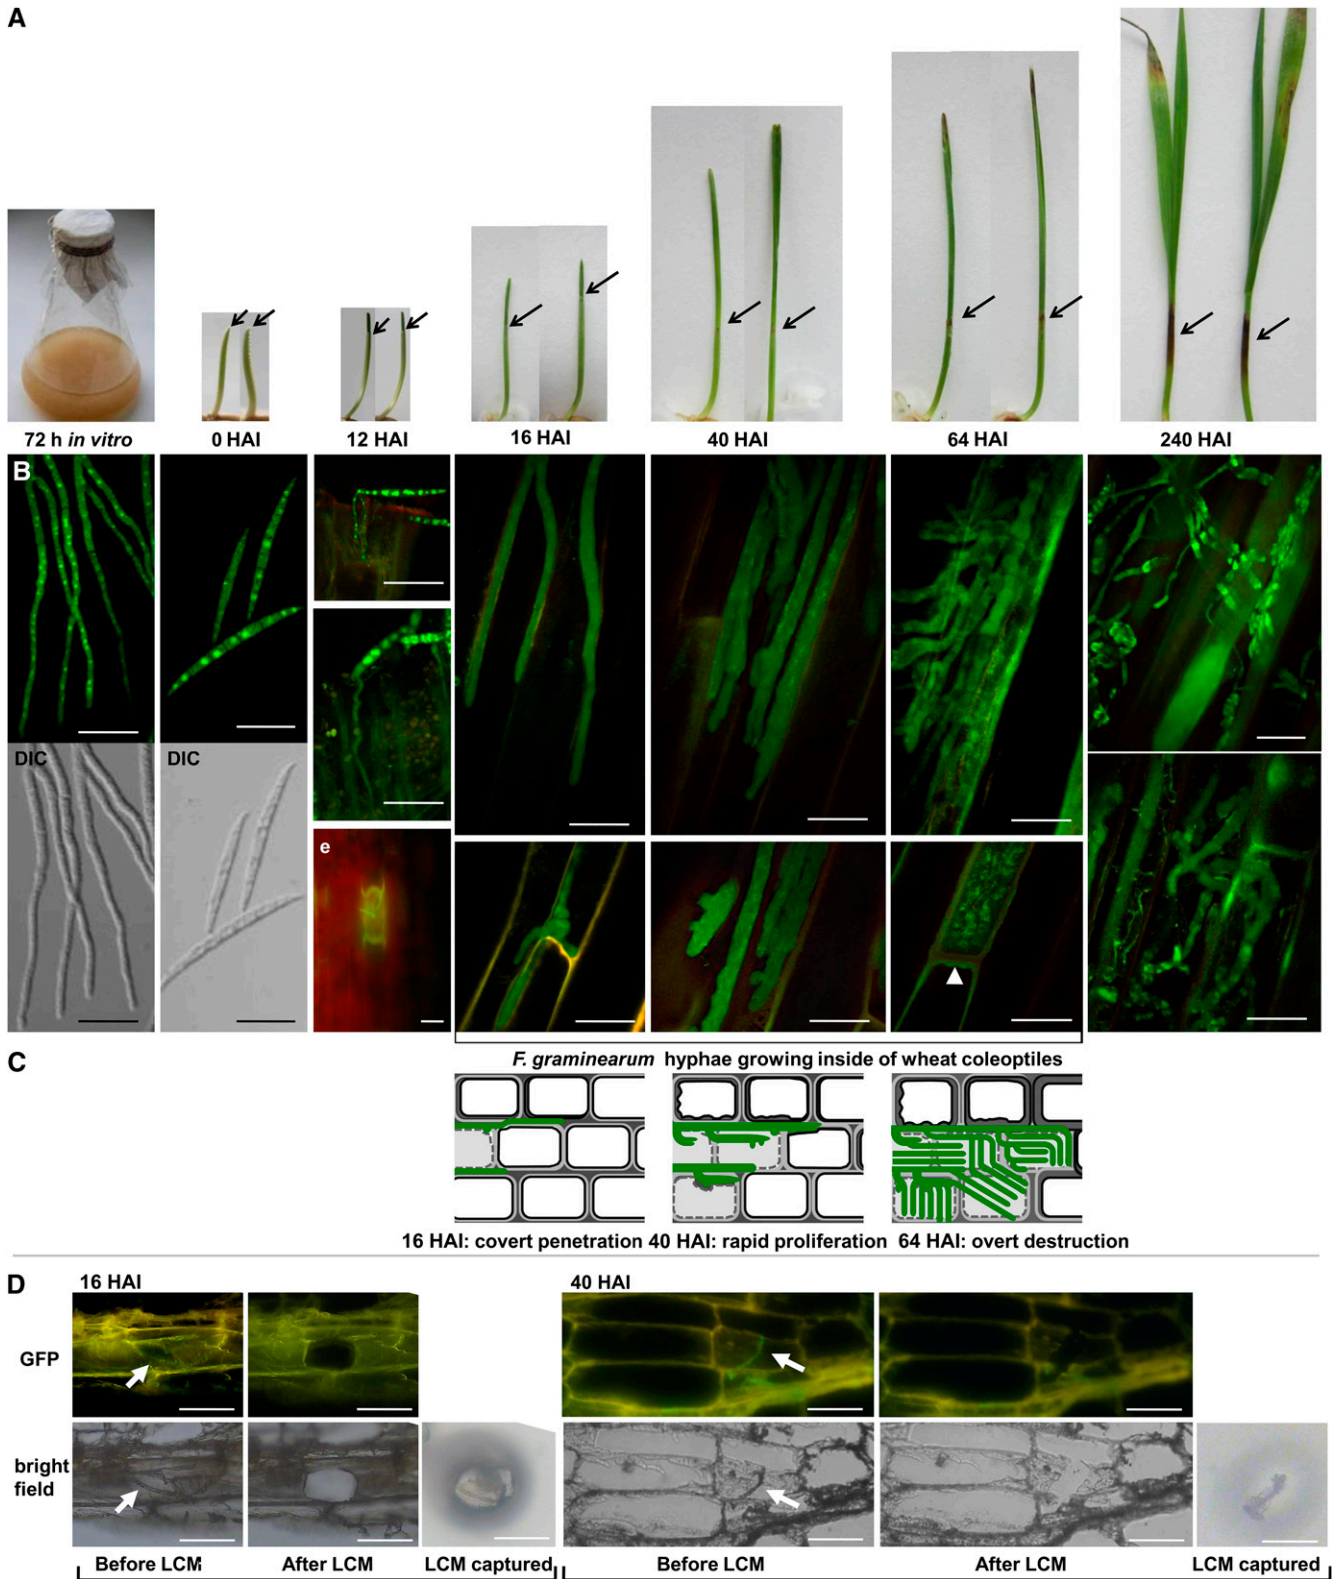 A
72 h in vitro
0 HAI
12 HAI
16 HAI
40 HAI
64 HAI
240 HAI
B
DIC
DIC
e
C
F. graminearum hyphae growing inside of wheat coleoptiles
16 HAI: covert penetration
40 HAI: rapid proliferation
64 HAI: overt destruction
D
16 HAI
40 HAI
GFP
bright
field
Before LCM
After LCM
LCM captured
Before LCM
After LCM
LCM captured